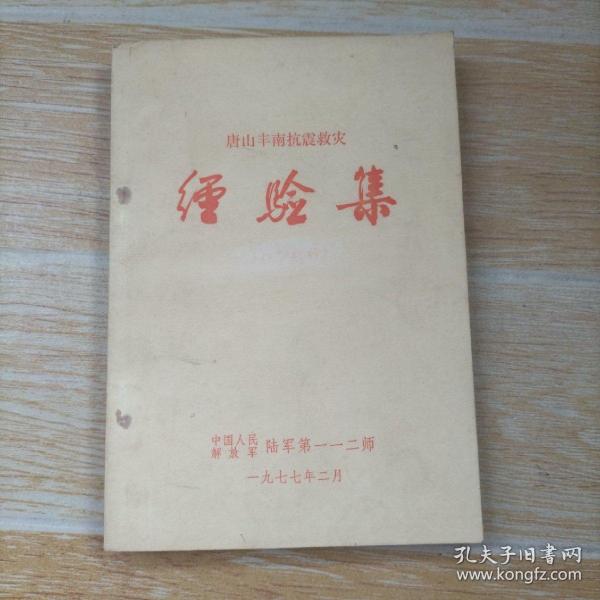 唐山丰南抗震救灾
经验集
中国人民
解放军 陆军第一一二师
一九七七年二月
孔夫子旧书网
www.kongfz.com